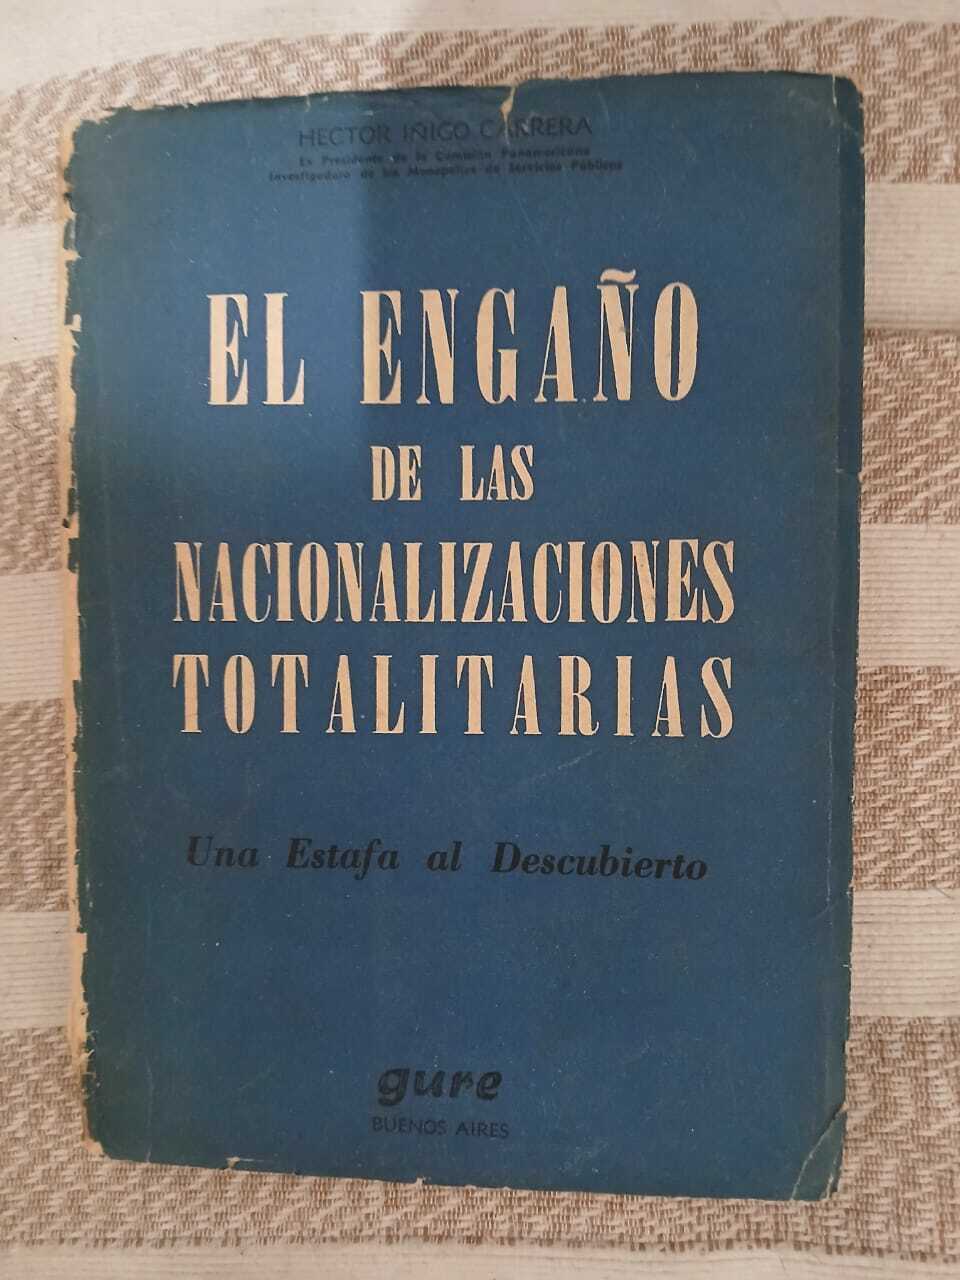 HECTOR IÑIGO CARRERA
Ex Presidente de la Comisión Panamericana
Investigadora de los Monopolios de Servicios Públicos
EL ENGAÑO
DE LAS
NACIONALIZACIONES
TOTALITARIAS
Una Estafa al Descubierto
gure
BUENOS AIRES